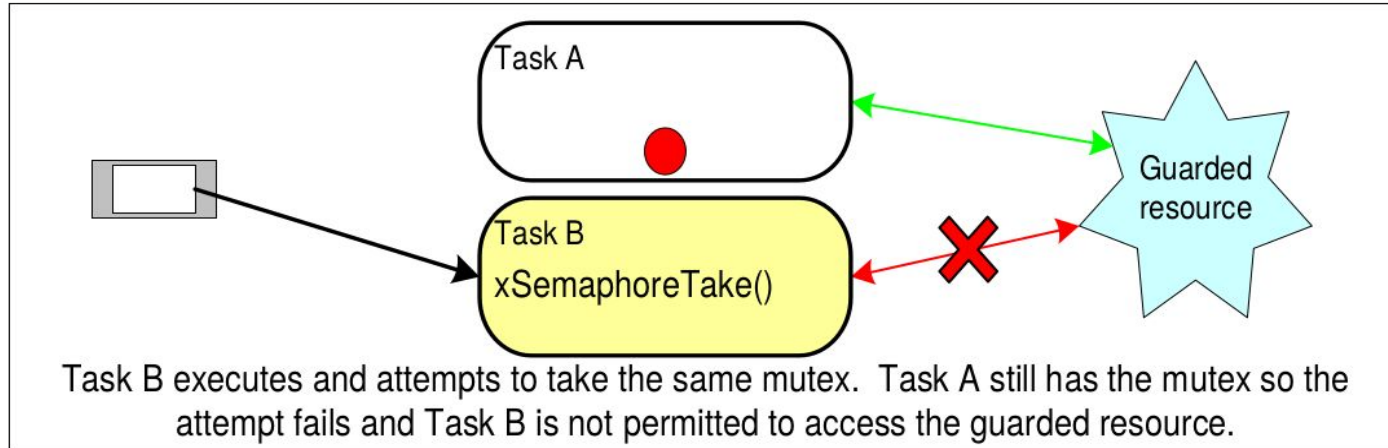 Task A
Guarded
resource
Task B
xSemaphoreTake()
Task B executes and attempts to take the same mutex. Task A still has the mutex so the
attempt fails and Task B is not permitted to access the guarded resource.